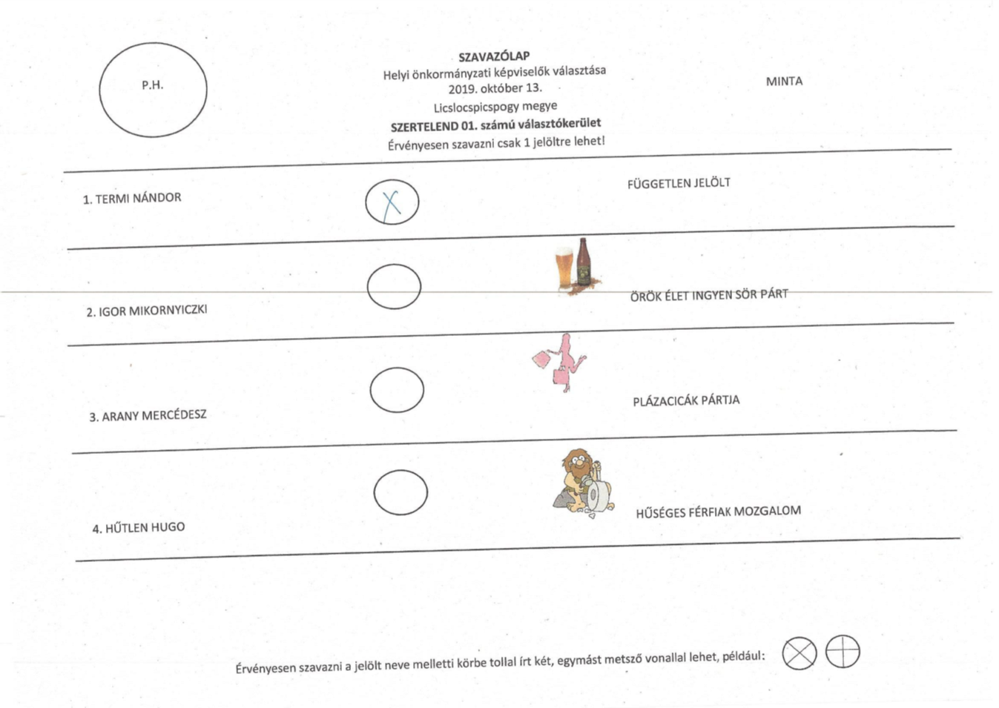 P.H.
SZAVAZÓLAP
Helyi önkormányzati képviselők választása
2019. október 13.
Licslocspicspogy megye
SZERTELEND 01. számú választókerület
Érvényesen szavazni csak 1 jelöltre lehet!
MINTA
1. TERMI NÁNDOR
X
FÜGGETLEN JELÖLT
2. IGOR MIKORNYICZKI
ÖRÖK ÉLET INGYEN SÖR PÁRT
3. ARANY MERCÉDESZ
PLÁZACICÁK PÁRTJA
4. HŰTLEN HUGO
HŰSÉGES FÉRFIAK MOZGALOM
Érvényesen szavazni a jelölt neve melletti körbe tollal írt két, egymást metsző vonallal lehet, például: